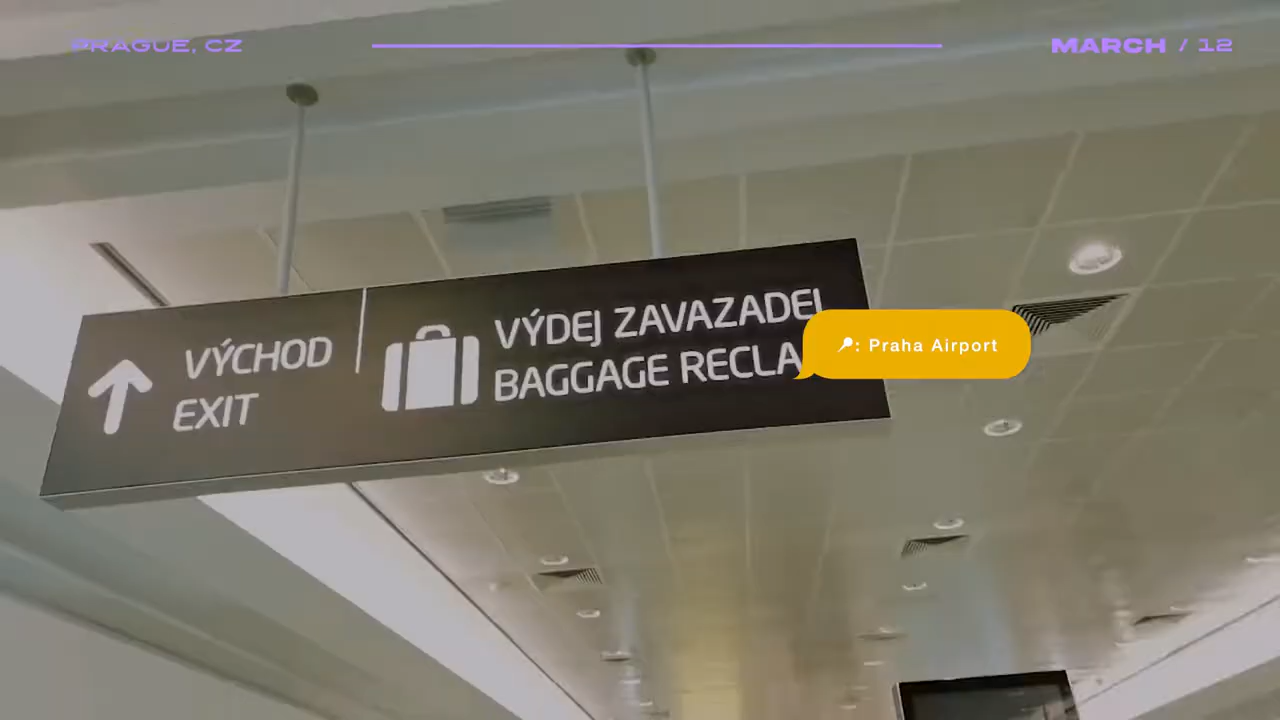 PRAGUE, CZ
MARCH / 12
VÝCHOD
EXIT
VÝDEJ ZAVAZADEL
BAGGAGE RECLA
📍: Praha Airport